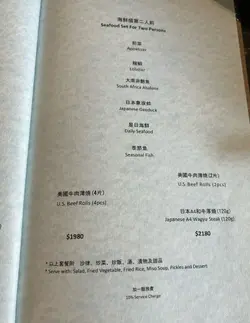 海鮮鐵板二人前
Seafood Set For Two Persons
前菜
Appetizer
龍蝦
Lobster
大南非鮑魚
South Africa Abalone
日本象拔蚌
Japanese Geoduck
是日海鮮
Daily Seafood
季節魚
Seasonal Fish
美國牛肉薄燒 (4片)
U.S. Beef Rolls (4pcs)
$1980
美國牛肉薄燒(2片)
U.S. Beef Rolls (2pcs)
日本A4和牛薄燒(120g)
Japanese A4 Wagyu Steak (120g)
$2180
* 以上套餐附 沙律, 炒菜, 炒飯, 湯, 漬物及甜品
* Serve with: Salad, Fried Vegetable, Fried Rice, Miso Soup, Pickles and Dessert
加一服務費
10% Service Charge